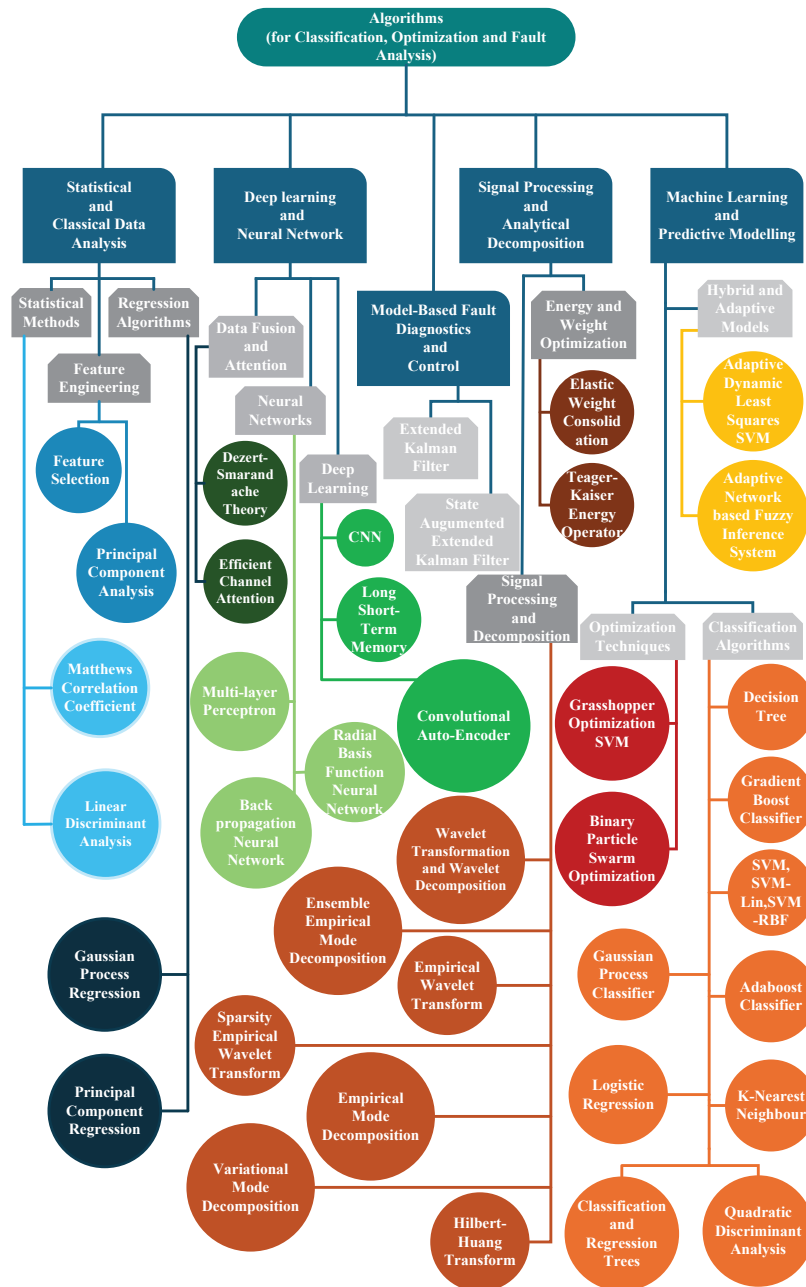 Algorithms
(for Classification, Optimization and Fault
Analysis)
Statistical
and
Classical Data
Analysis
Deep learning
and
Neural Network
Signal Processing
and
Analytical
Decomposition
Machine Learning
and
Predictive Modelling
Model-Based Fault
Diagnostics
and
Control
Statistical
Methods
Regression
Algorithms
Feature
Engineering
Feature
Selection
Principal
Component
Analysis
Matthews
Correlation
Coefficient
Linear
Discriminant
Analysis
Gaussian
Process
Regression
Principal
Component
Regression
Data Fusion
and
Attention
Neural
Networks
Deep
Learning
Dezert-
Smarand
ache
Theory
Efficient
Channel
Attention
CNN
Long
Short-
Term
Memory
Convolutional
Auto-Encoder
Multi-layer
Perceptron
Radial
Basis
Function
Neural
Network
Back
propagation
Neural
Network
Extended
Kalman
Filter
State
Augumented
Extended
Kalman Filter
Energy and
Weight
Optimization
Elastic
Weight
Consolid
ation
Teager-
Kaiser
Energy
Operator
Signal
Processing
and
Decomposition
Wavelet
Transformation
and Wavelet
Decomposition
Ensemble
Empirical
Mode
Decomposition
Empirical
Wavelet
Transform
Sparsity
Empirical
Wavelet
Transform
Empirical
Mode
Decomposition
Variational
Mode
Decomposition
Hilbert-
Huang
Transform
Hybrid and
Adaptive
Models
Adaptive
Dynamic
Least
Squares
SVM
Adaptive
Network
based Fuzzy
Inference
System
Optimization
Techniques
Classification
Algorithms
Grasshopper
Optimization
SVM
Binary
Particle
Swarm
Optimization
Decision
Tree
Gradient
Boost
Classifier
SVM,
SVM-
Lin,SVM
-RBF
Gaussian
Process
Classifier
Adaboost
Classifier
Logistic
Regression
K-Nearest
Neighbour
Classification
and
Regression
Trees
Quadratic
Discriminant
Analysis